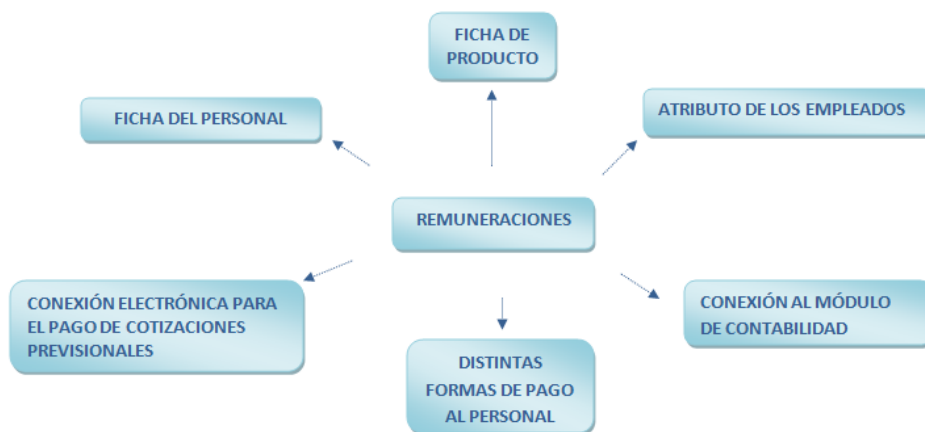 FICHA DE
PRODUCTO
FICHA DEL PERSONAL
ATRIBUTO DE LOS EMPLEADOS
REMUNERACIONES
CONEXIÓN ELECTRÓNICA PARA
EL PAGO DE COTIZACIONES
PREVISIONALES
CONEXIÓN AL MÓDULO
DE CONTABILIDAD
DISTINTAS
FORMAS DE PAGO
AL PERSONAL